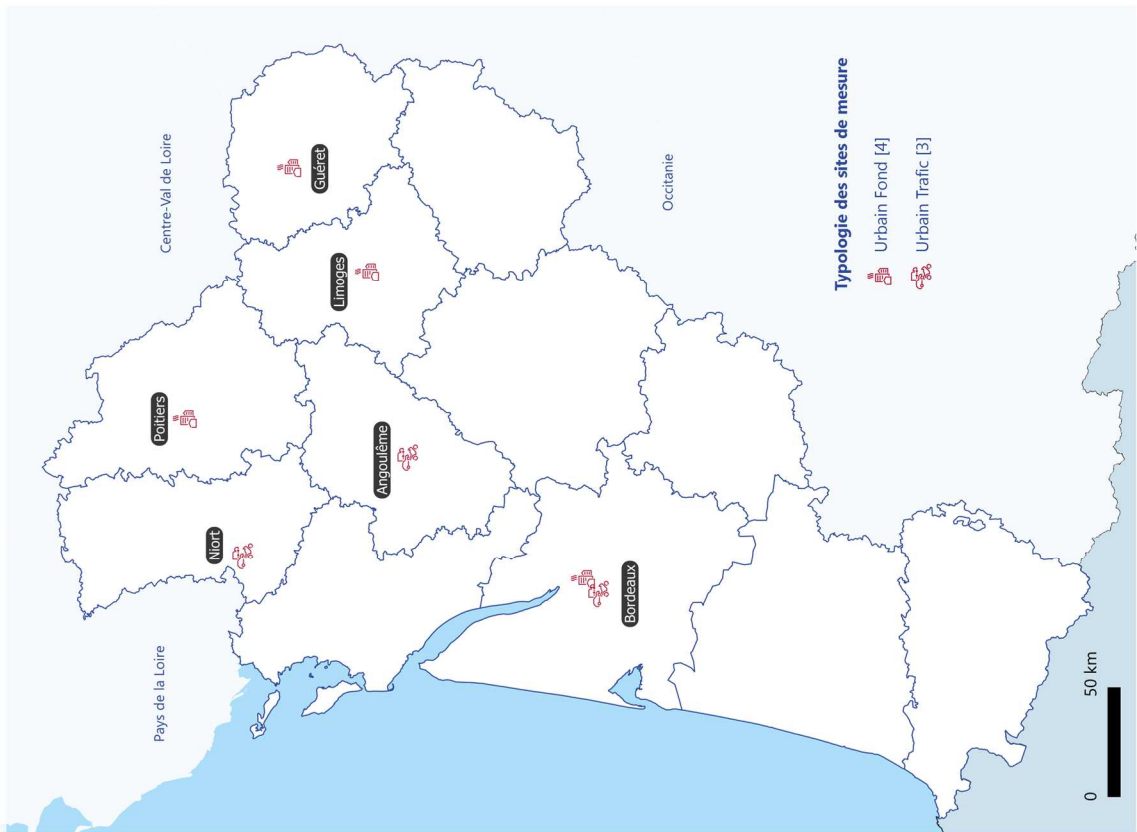 Centre-Val de Loire
Pays de la Loire
Poitiers
Niort
Guéret
Limoges
Angoulême
Bordeaux
Occitanie
Typologie des sites de mesure
Urbain Fond [4]
Urbain Trafic [3]
0
50 km